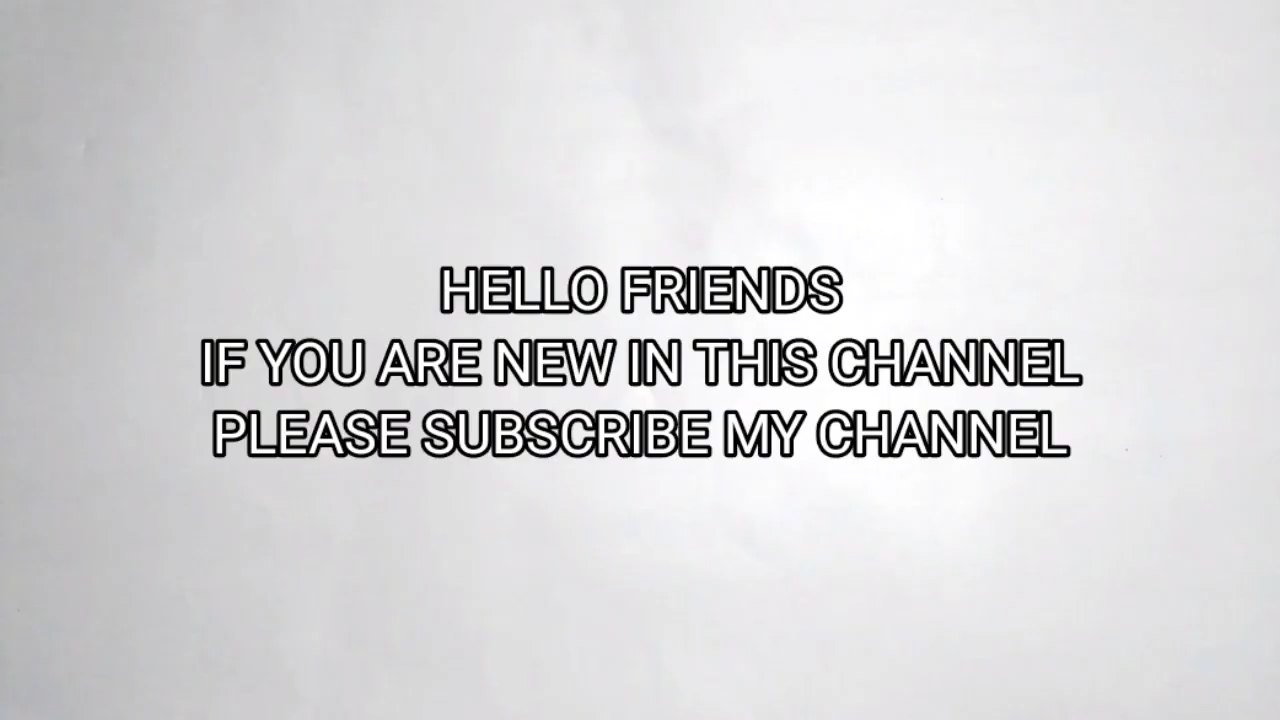 HELLO FRIENDS
IF YOU ARE NEW IN THIS CHANNEL
PLEASE SUBSCRIBE MY CHANNEL